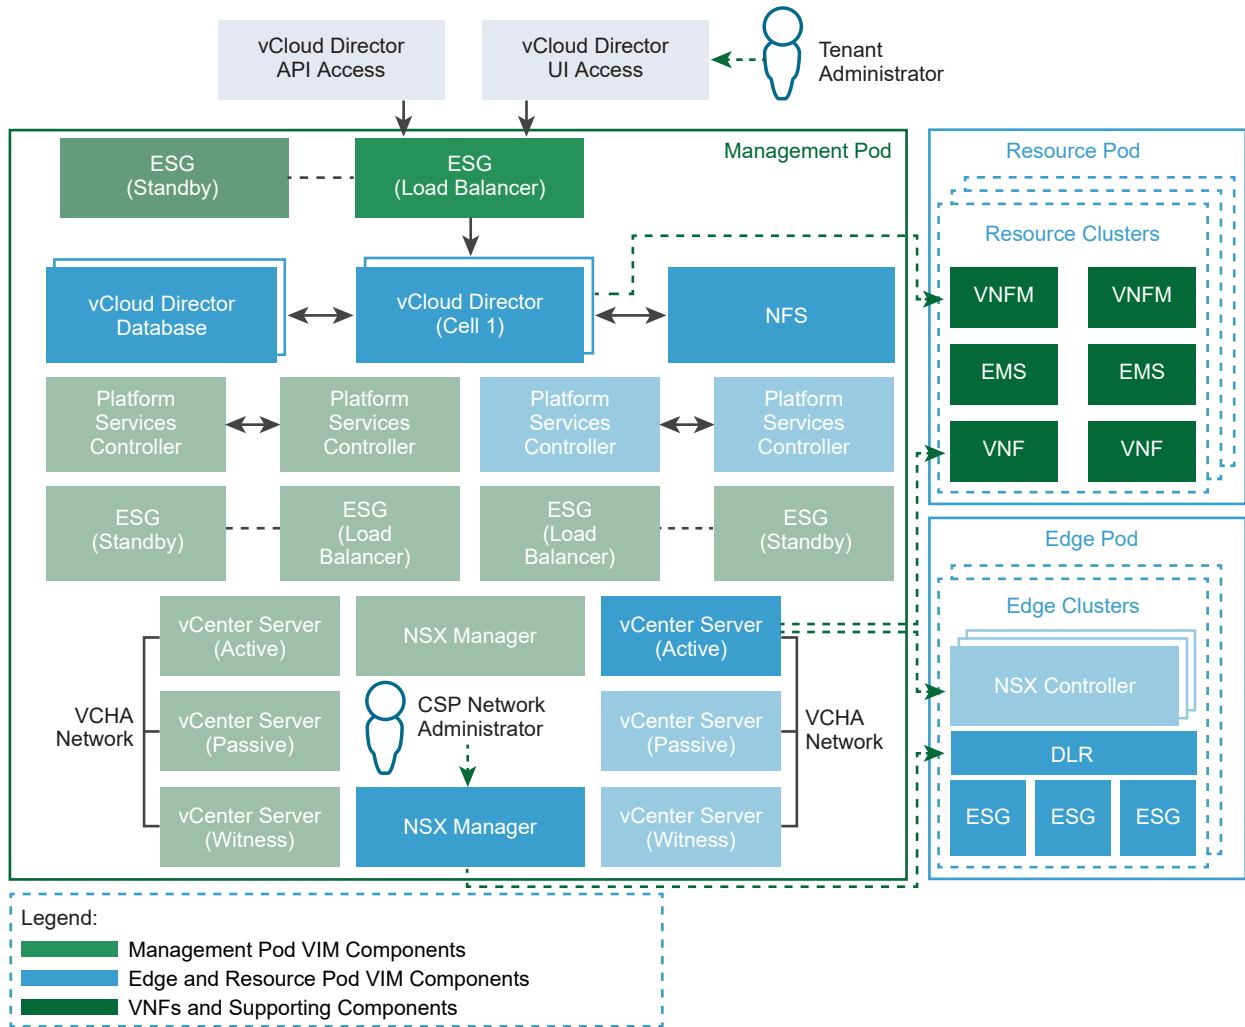 vCloud Director
API Access
vCloud Director
UI Access
Tenant
Administrator
Management Pod
ESG
(Standby)
ESG
(Load Balancer)
vCloud Director
Database
vCloud Director
(Cell 1)
NFS
Platform
Services
Controller
Platform
Services
Controller
Platform
Services
Controller
Platform
Services
Controller
ESG
(Standby)
ESG
(Load
Balancer)
ESG
(Load
Balancer)
ESG
(Standby)
vCenter Server
(Active)
NSX Manager
vCenter Server
(Active)
VCHA
Network
vCenter Server
(Passive)
CSP Network
Administrator
vCenter Server
(Passive)
VCHA
Network
vCenter Server
(Witness)
NSX Manager
vCenter Server
(Witness)
Resource Pod
Resource Clusters
VNFM
VNFM
EMS
EMS
VNF
VNF
Edge Pod
Edge Clusters
NSX Controller
DLR
ESG
ESG
ESG
Legend:
Management Pod VIM Components
Edge and Resource Pod VIM Components
VNFs and Supporting Components